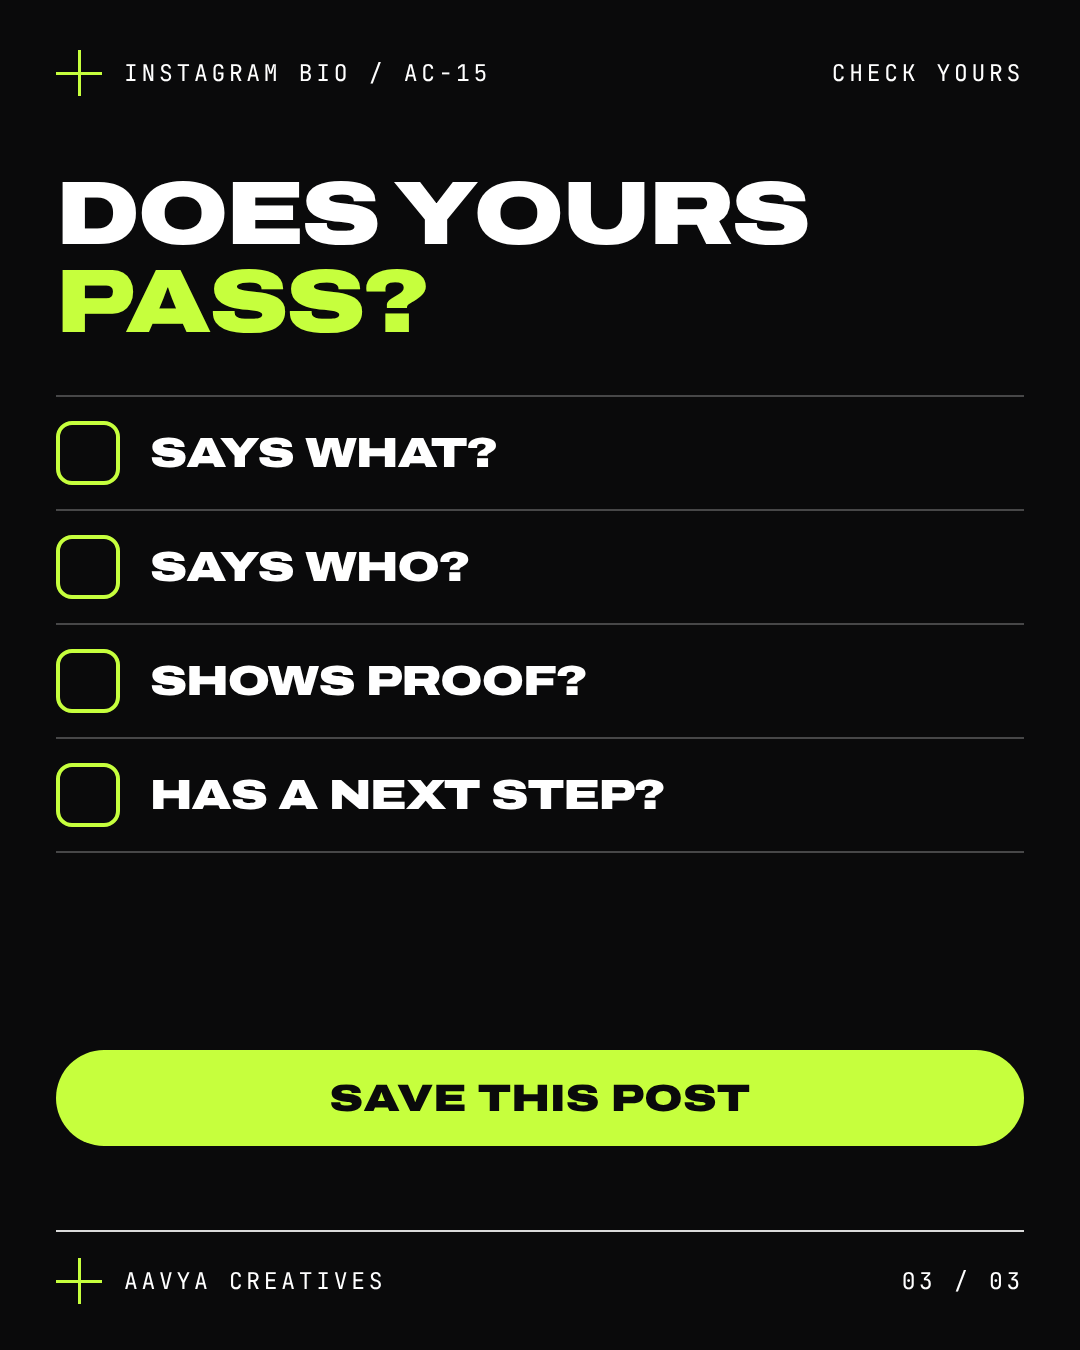 INSTAGRAM BIO / AC-15
CHECK YOURS
DOES YOURS
PASS?
SAYS WHAT?
SAYS WHO?
SHOWS PROOF?
HAS A NEXT STEP?
SAVE THIS POST
AAVYA CREATIVES
03 / 03